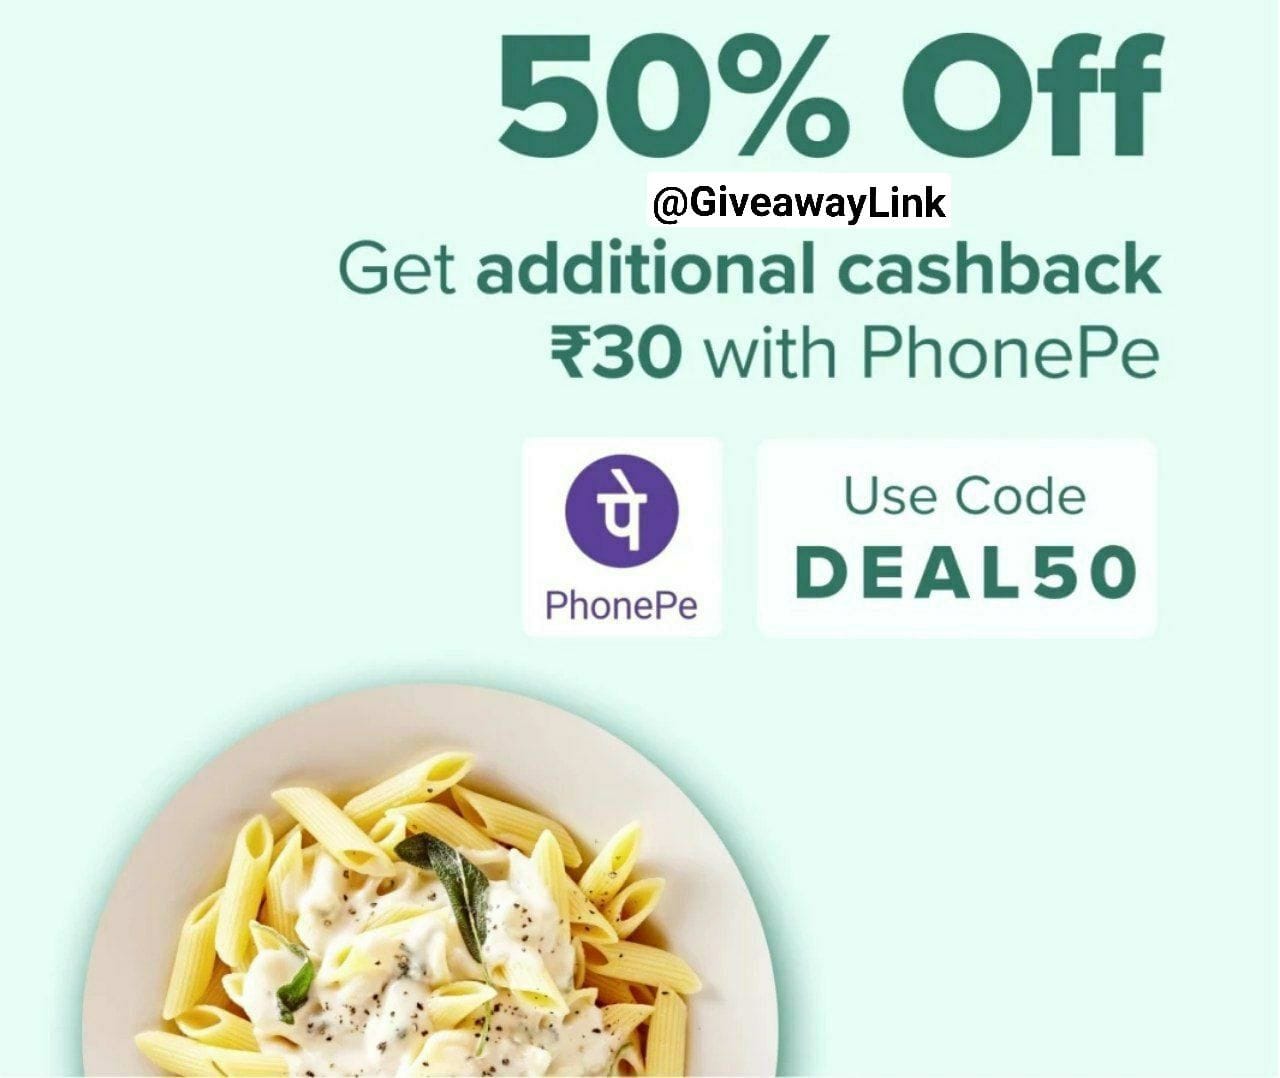 50% Off
@GiveawayLink
Get additional cashback
₹30 with PhonePe
पे
PhonePe
Use Code
DEAL50